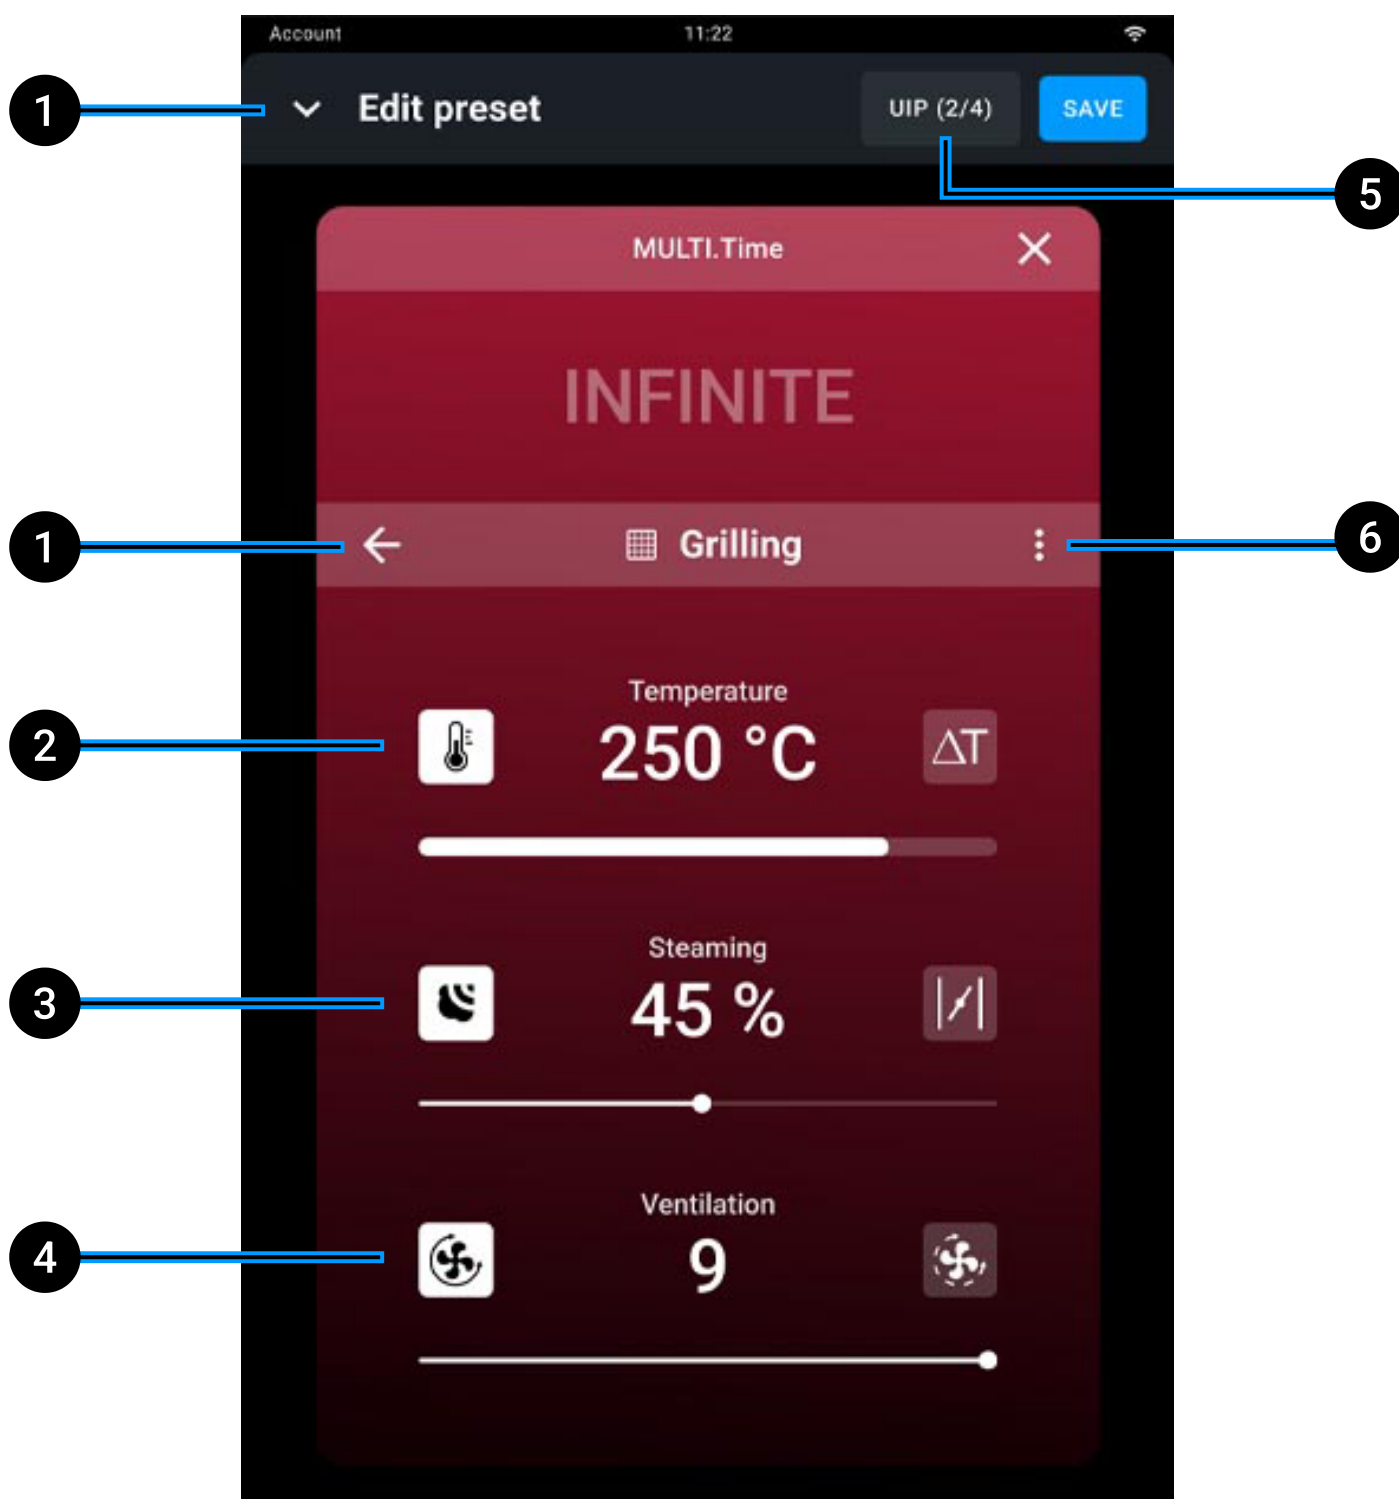 Account 11:22
1 Edit preset UIP (2/4) SAVE
5
MULTI.Time
INFINITE
1 Grilling 6
Temperature
2 250 °C ΔT
Steaming
3 45 %
Ventilation
4 9